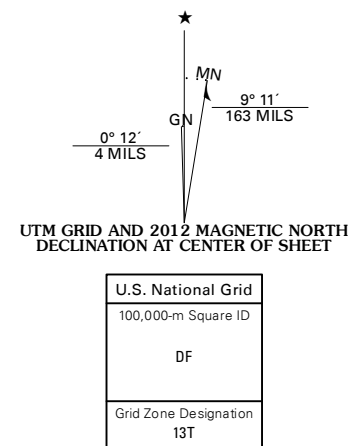 MN
9° 11´
163 MILS
GN
0° 12´
4 MILS
UTM GRID AND 2012 MAGNETIC NORTH
DECLINATION AT CENTER OF SHEET
U.S. National Grid
100,000-m Square ID
DF
Grid Zone Designation
13T